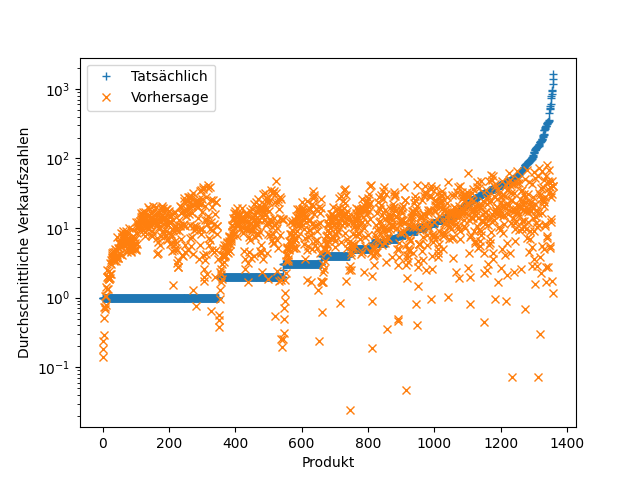 Tatsächlich
Vorhersage
Durchschnittliche Verkaufszahlen
10³
10²
10¹
10⁰
10⁻¹
0 200 400 600 800 1000 1200 1400
Produkt